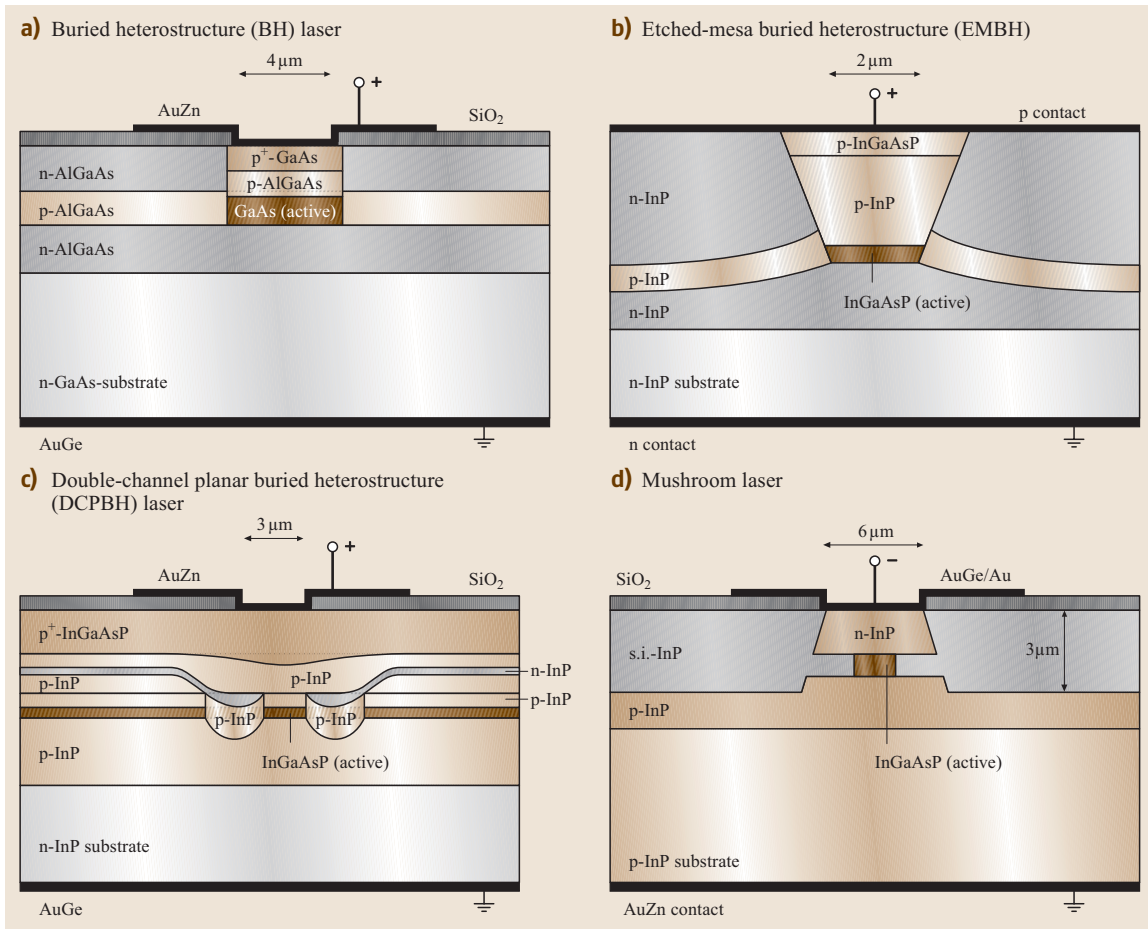 a) Buried heterostructure (BH) laser
4 µm
+
AuZn
SiO₂
p⁺-GaAs
n-AlGaAs
p-AlGaAs
p-AlGaAs
GaAs (active)
n-AlGaAs
n-GaAs-substrate
AuGe
b) Etched-mesa buried heterostructure (EMBH)
2 µm
+
p contact
p-InGaAsP
n-InP
p-InP
p-InP
InGaAsP (active)
n-InP
n-InP substrate
n contact
c) Double-channel planar buried heterostructure
(DCPBH) laser
3 µm
+
AuZn
SiO₂
p⁺-InGaAsP
n-InP
p-InP
p-InP
p-InP
p-InP
p-InP
p-InP
InGaAsP (active)
n-InP substrate
AuGe
d) Mushroom laser
6 µm
–
SiO₂
AuGe/Au
n-InP
s.i.-InP
3µm
p-InP
InGaAsP (active)
p-InP substrate
AuZn contact